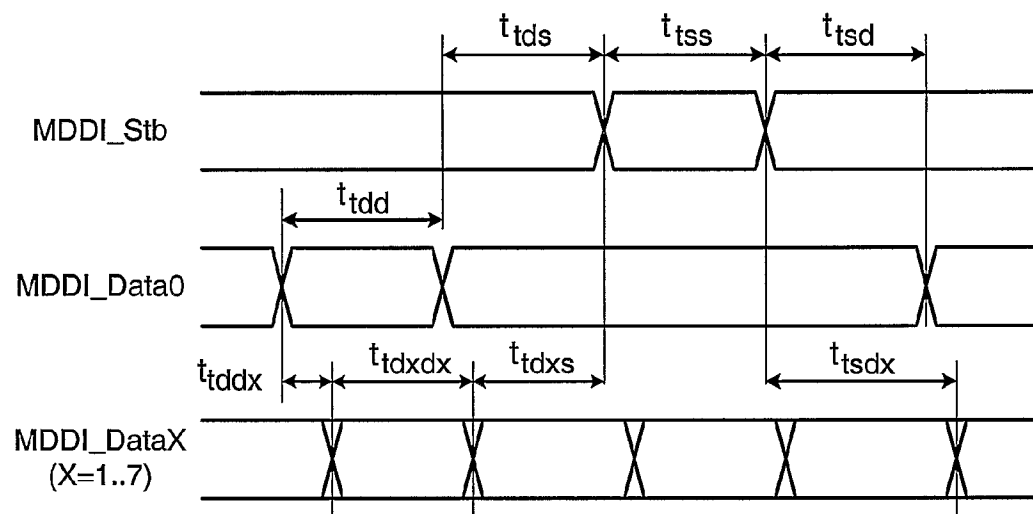 t_tds t_tss t_tsd
MDDI_Stb
t_tdd
MDDI_Data0
t_tddx t_tdxdx t_tdxs t_tsdx
MDDI_DataX
(X=1..7)